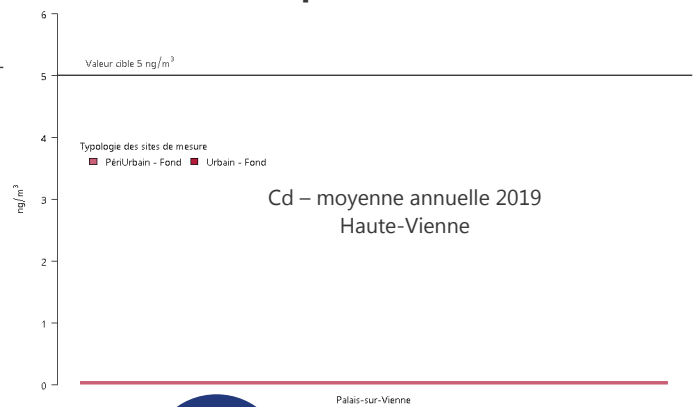 6
Valeur cible 5 ng/m³
5
4
Typologie des sites de mesure
PériUrbain - Fond Urbain - Fond
ng/m³
3
Cd – moyenne annuelle 2019
Haute-Vienne
2
1
0
Palais-sur-Vienne